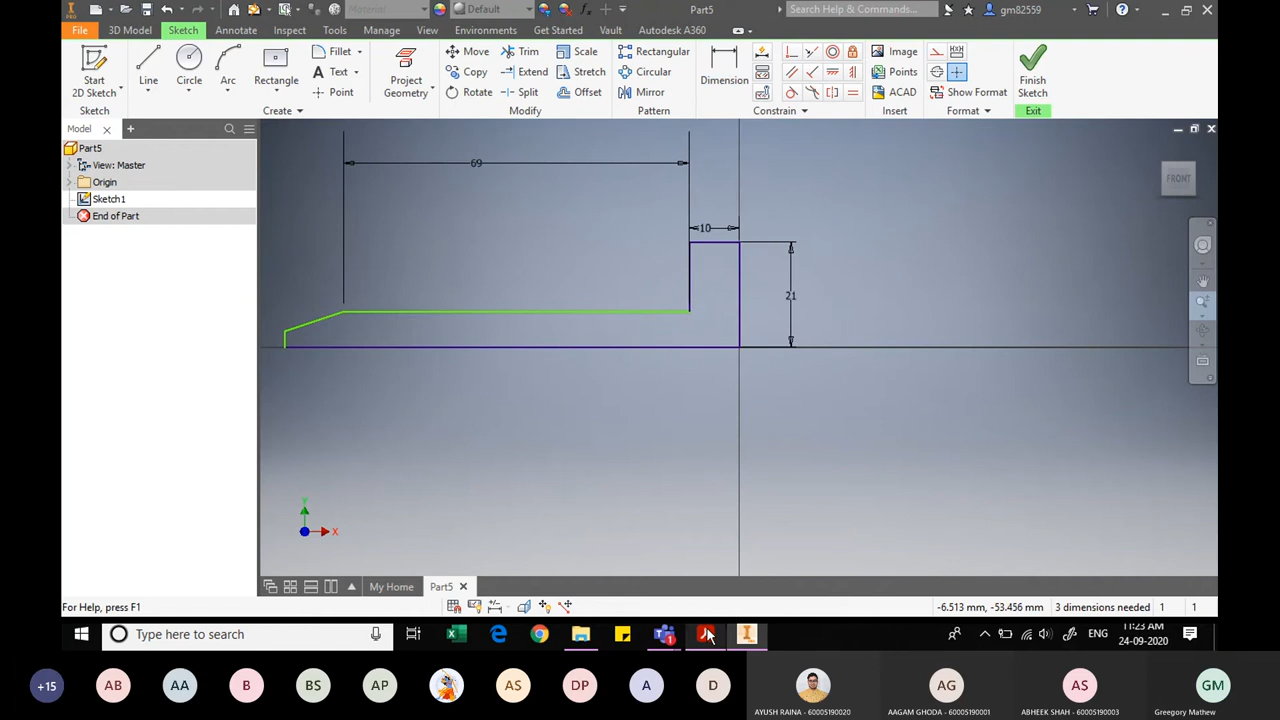 Material
Default
Part5
Search Help & Commands...
gm82559
File
3D Model
Sketch
Annotate
Inspect
Tools
Manage
View
Environments
Get Started
Vault
Autodesk A360
PRO
Start
2D Sketch
Sketch
Line
Circle
Arc
Rectangle
Fillet
Text
Point
Create
Project
Geometry
Move
Copy
Rotate
Trim
Extend
Split
Scale
Stretch
Offset
Modify
Rectangular
Circular
Mirror
Pattern
Dimension
Constrain
Image
Points
ACAD
Insert
Show Format
Format
Finish
Sketch
Exit
Model
Part5
View: Master
Origin
Sketch1
End of Part
69
10
21
FRONT
Y
X
My Home
Part5
For Help, press F1
-6.513 mm, -53.456 mm
3 dimensions needed
1
1
Type here to search
ENG
11:23 AM
24-09-2020
+15
AB
AA
B
BS
AP
AS
DP
A
D
AG
AS
GM
AYUSH RAINA - 60005190020
AAGAM GHODA - 60005190001
ABHEEK SHAH - 60005190003
Greegory Mathew